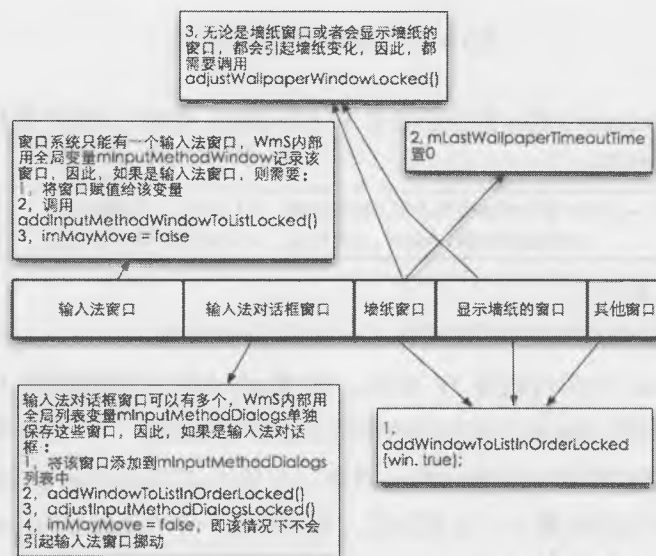 3, 无论是墙纸窗口或者会显示墙纸的
窗口，都会引起墙纸变化，因此，都
需要调用
adjustWallpaperWindowLocked()
窗口系统只能有一个输入法窗口，WmS内部
用全局变量mInputMethodWindow记录该
窗口，因此，如果是输入法窗口，则需要：
1，将窗口赋值给该变量
2，调用
addInputMethodWindowToListLocked()
3，imMayMove = false
2, mLastWallpaperTimeoutTime
置0
输入法窗口
输入法对话框窗口
墙纸窗口
显示墙纸的窗口
其他窗口
输入法对话框窗口可以有多个，WmS内部用
全局列表变量mInputMethodDialogs单独
保存这些窗口，因此，如果是输入法对话
框：
1，将该窗口添加到mInputMethodDialogs
列表中
2，addWindowToListInOrderLocked()
3，adjustInputMethodDialogsLocked()
4，imMayMove = false，即该情况下不会
引起输入法窗口挪动
1,
addWindowToListInOrderLocked
(win, true);